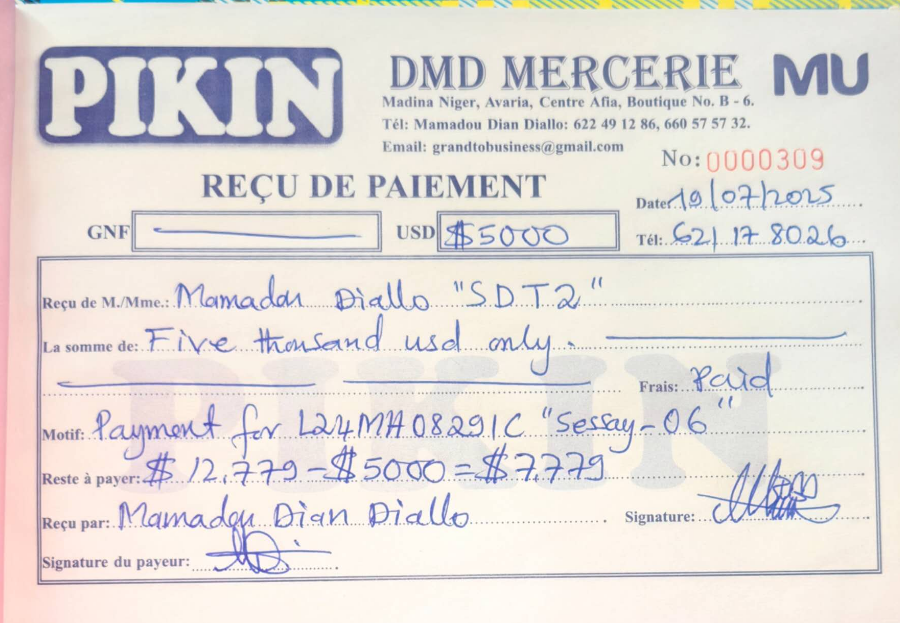 PIKIN
DMD MERCERIE
MU
Madina Niger, Avaria, Centre Afia, Boutique No. B - 6.
Tél: Mamadou Dian Diallo: 622 49 12 86, 660 57 57 32.
Email: grandtobusiness@gmail.com
No: 0000309
REÇU DE PAIEMENT
Date: 19/07/2025
GNF
USD $5000
Tél: 621 17 80 26
Reçu de M./Mme.: Mamadou Diallo "SDT2"
La somme de: Five thousand usd only.
Frais: Paid
Motif: Payment for L24MA08291C "Sessay-06"
Reste à payer: $12,779 - $5000 = $7,779
Reçu par: Mamadou Dian Diallo
Signature:
Signature du payeur:
PIKIN